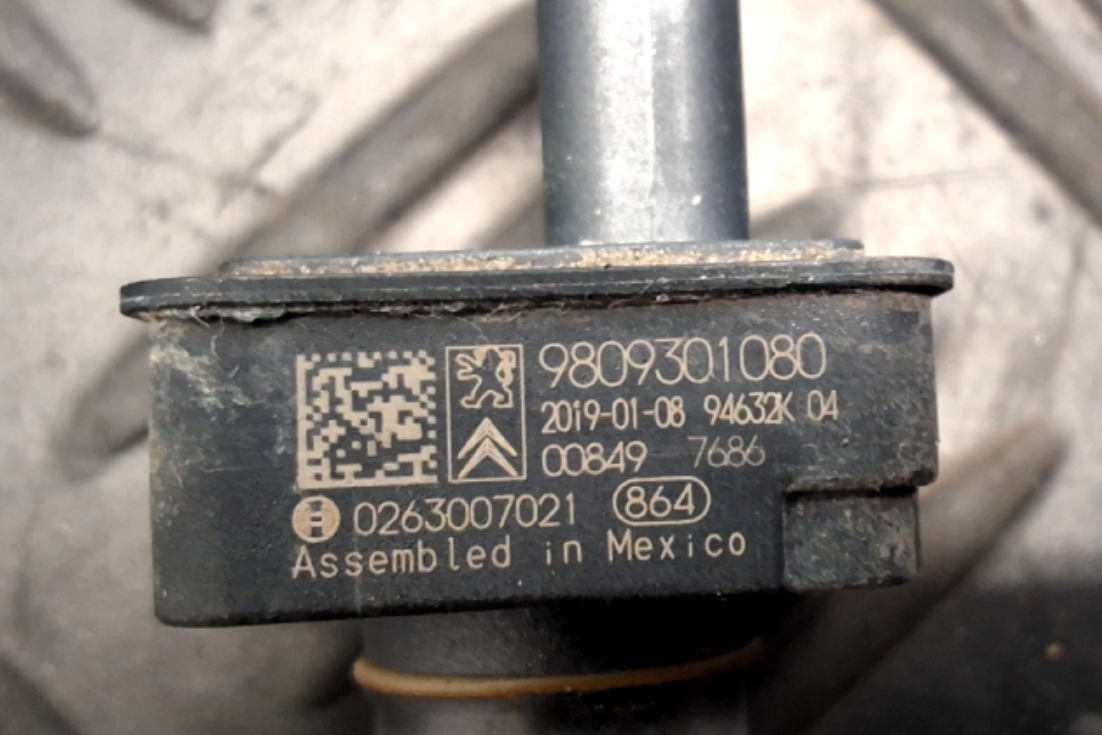 9809301080
2019-01-08 94632K 04
00849 7686
0263007021 864
Assembled in Mexico